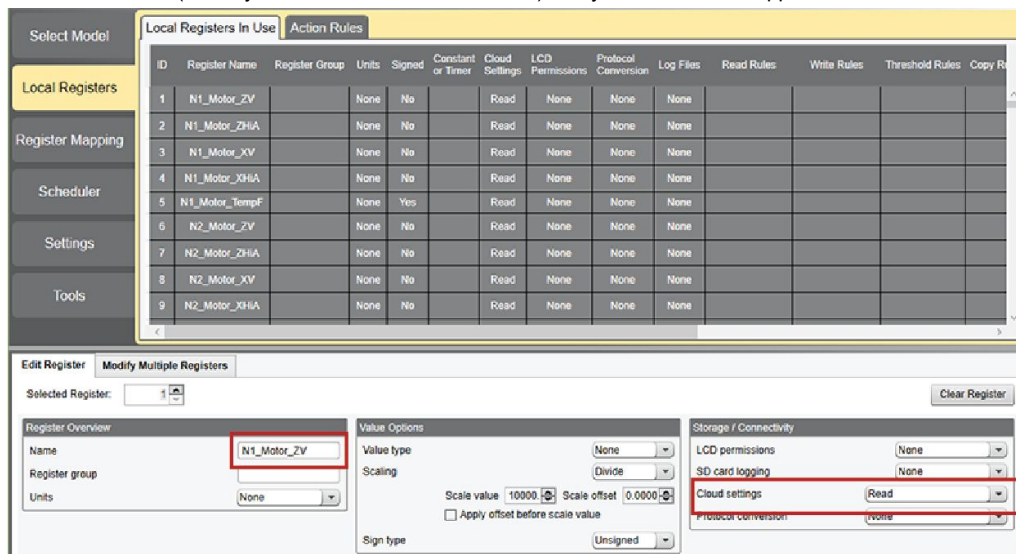 Select Model
Local Registers
Register Mapping
Scheduler
Settings
Tools
Local Registers In Use Action Rules
ID Register Name Register Group Units Signed Constant or Timer Cloud Settings LCD Permissions Protocol Conversion Log Files Read Rules Write Rules Threshold Rules Copy Ru
1 N1_Motor_ZV None No Read None None None
2 N1_Motor_ZHiA None No Read None None None
3 N1_Motor_XV None No Read None None None
4 N1_Motor_XHiA None No Read None None None
5 N1_Motor_TempF None Yes Read None None None
6 N2_Motor_ZV None No Read None None None
7 N2_Motor_ZHiA None No Read None None None
8 N2_Motor_XV None No Read None None None
9 N2_Motor_XHiA None No Read None None None
Edit Register Modify Multiple Registers
Selected Register: 1 Clear Register
Register Overview
Name N1_Motor_ZV
Register group
Units None
Value Options
Value type None
Scaling Divide
Scale value 10000. Scale offset 0.0000
Apply offset before scale value
Sign type Unsigned
Storage / Connectivity
LCD permissions None
SD card logging None
Cloud settings Read
Protocol conversion None